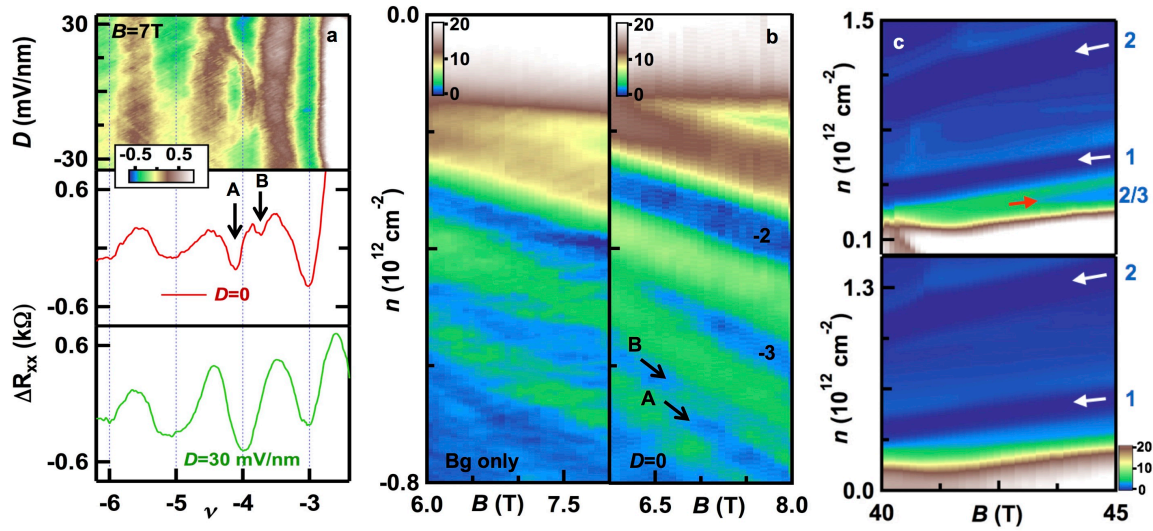 B=7T
a
30
-30
D (mV/nm)
-0.5 0.5
A
B
0.6
-0.6
D=0
0.6
-0.6
D=30 mV/nm
ΔRxx (kΩ)
-6 -5 -4 -3
ν
0.0
-0.8
n (10¹² cm⁻²)
20
10
0
Bg only
6.0 B (T) 7.5
20
10
0
b
-2
-3
B
A
D=0
6.5 B (T) 8.0
c
1.5
0.1
n (10¹² cm⁻²)
2
1
2/3
1.3
0.0
n (10¹² cm⁻²)
2
1
20
10
0
40 B (T) 45